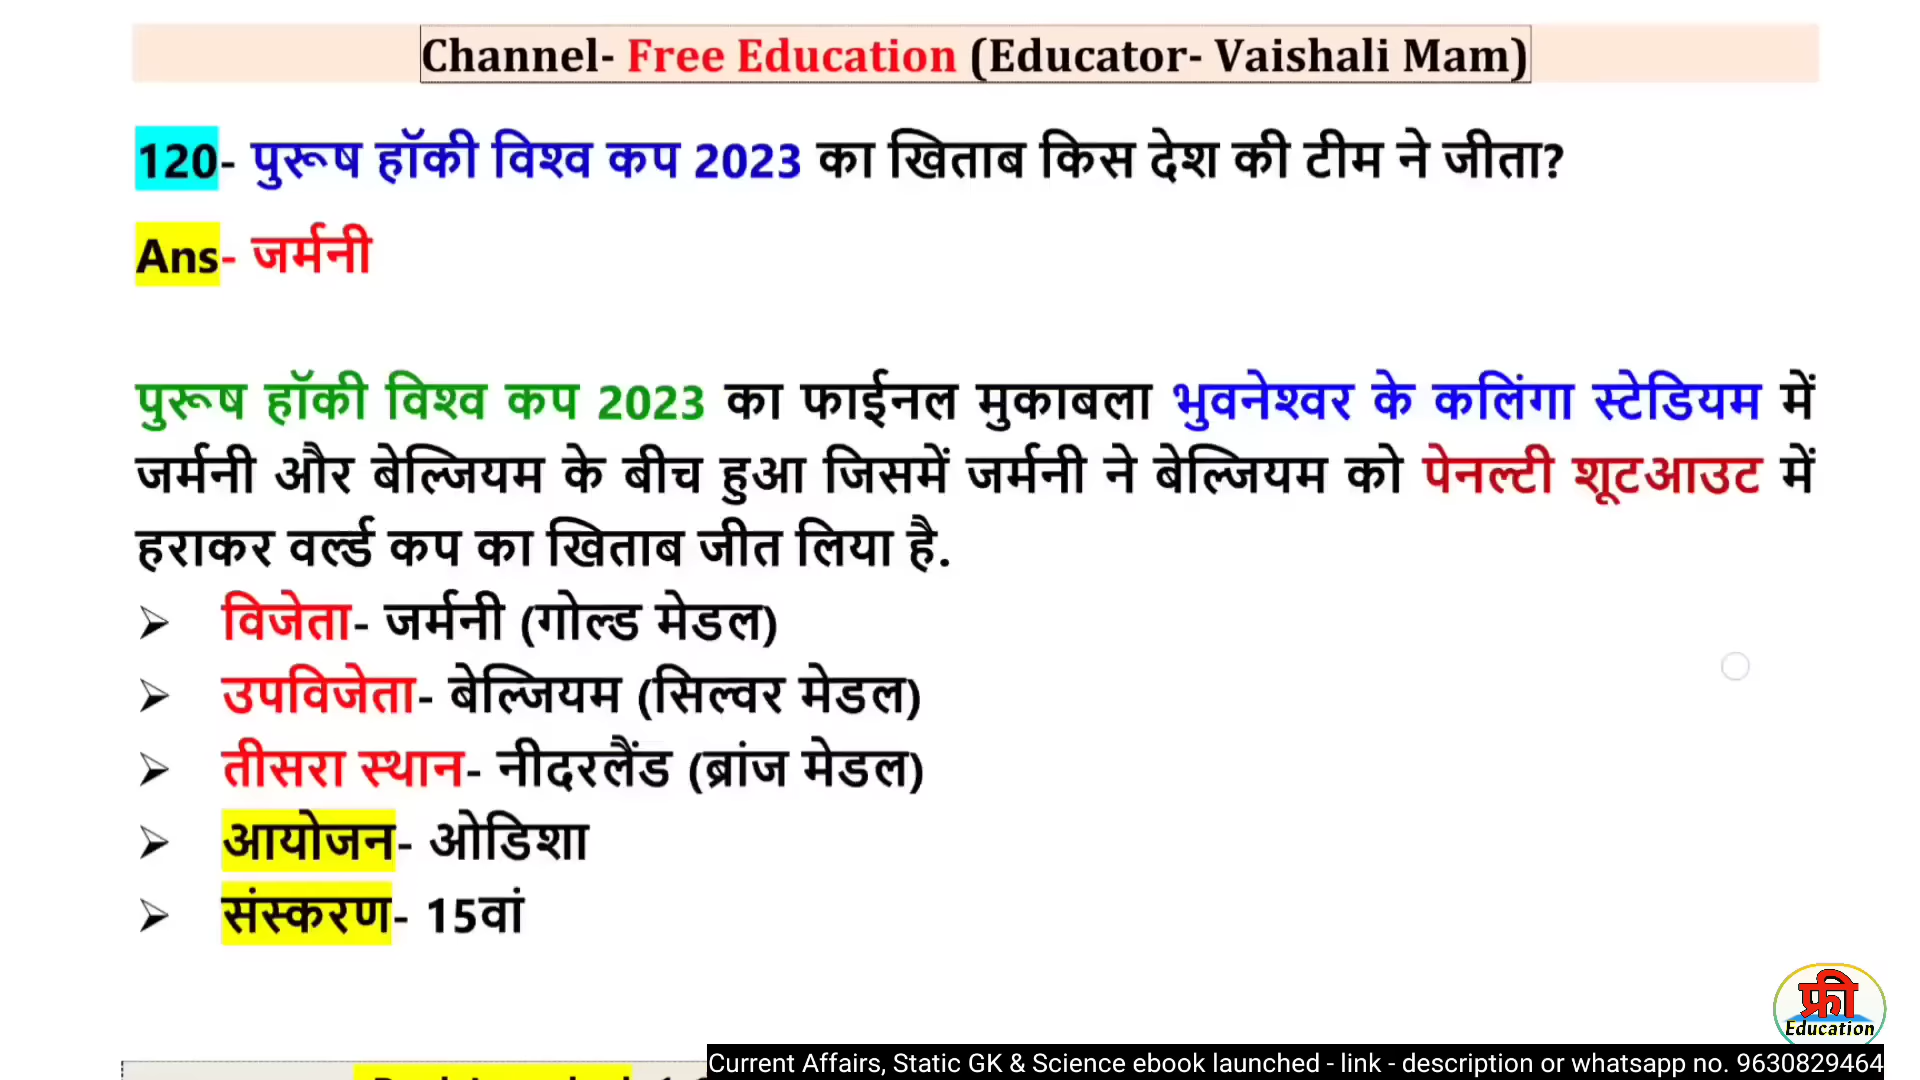 Channel- Free Education (Educator- Vaishali Mam)
120- पुरूष हॉकी विश्व कप 2023 का खिताब किस देश की टीम ने जीता?
Ans- जर्मनी
पुरूष हॉकी विश्व कप 2023 का फाईनल मुकाबला भुवनेश्वर के कलिंगा स्टेडियम में
जर्मनी और बेल्जियम के बीच हुआ जिसमें जर्मनी ने बेल्जियम को पेनल्टी शूटआउट में
हराकर वर्ल्ड कप का खिताब जीत लिया है.
➢ विजेता- जर्मनी (गोल्ड मेडल)
➢ उपविजेता- बेल्जियम (सिल्वर मेडल)
➢ तीसरा स्थान- नीदरलैंड (ब्रांज मेडल)
➢ आयोजन- ओडिशा
➢ संस्करण- 15वां
फ्री
Education
Current Affairs, Static GK & Science ebook launched - link - description or whatsapp no. 9630829464